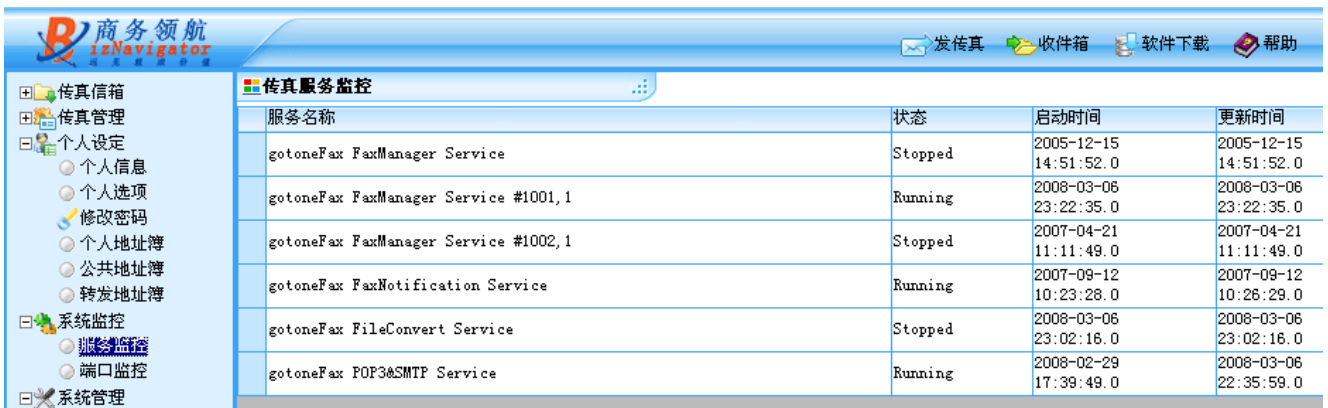 商务领航
izNavigator
发传真 收件箱 软件下载 帮助
传真信箱
传真管理
个人设定
个人信息
个人选项
修改密码
个人地址簿
公共地址簿
转发地址簿
系统监控
服务监控
端口监控
系统管理
传真服务监控
服务名称 状态 启动时间 更新时间
gotoneFax FaxManager Service Stopped 2005-12-15 2005-12-15
14:51:52.0 14:51:52.0
gotoneFax FaxManager Service #1001,1 Running 2008-03-06 2008-03-06
23:22:35.0 23:22:35.0
gotoneFax FaxManager Service #1002,1 Stopped 2007-04-21 2007-04-21
11:11:49.0 11:11:49.0
gotoneFax FaxNotification Service Running 2007-09-12 2007-09-12
10:23:28.0 10:26:29.0
gotoneFax FileConvert Service Stopped 2008-03-06 2008-03-06
23:02:16.0 23:02:16.0
gotoneFax POP3&SMTP Service Running 2008-02-29 2008-03-06
17:39:49.0 22:35:59.0